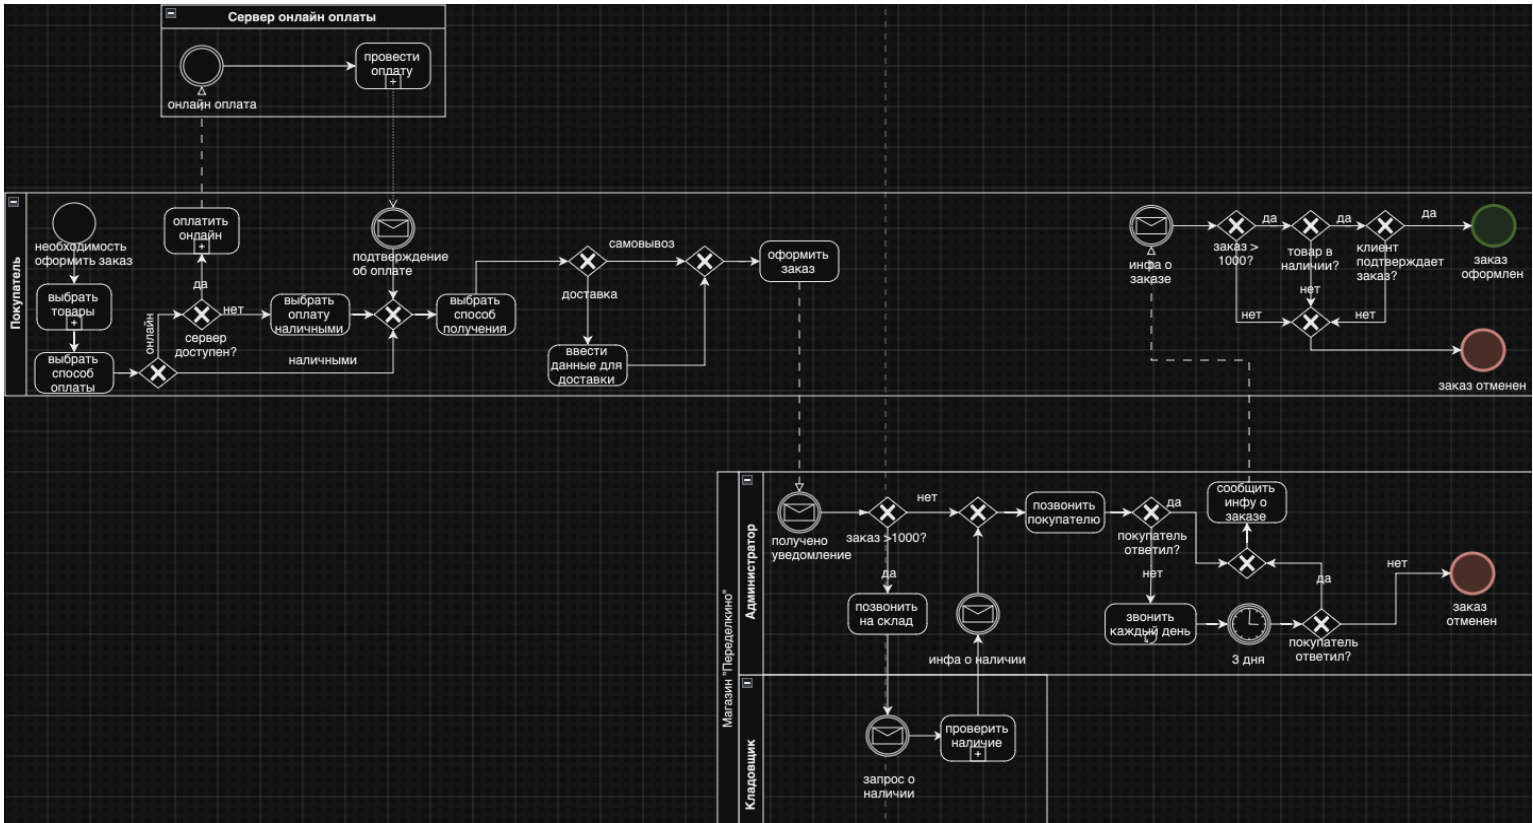 Сервер онлайн оплаты
провести
оплату
онлайн оплата
Покупатель
необходимость
оформить заказ
выбрать
товары
выбрать
способ
оплаты
онлайн
оплатить
онлайн
да
нет
сервер
доступен?
наличными
выбрать
оплату
наличными
подтверждение
об оплате
выбрать
способ
получения
самовывоз
доставка
ввести
данные для
доставки
оформить
заказ
инфа о
заказе
заказ >
1000?
да
товар в
наличии?
да
клиент
подтверждает
заказ?
да
нет
нет
нет
заказ
оформлен
заказ отменен
Магазин "Переделкино"
Администратор
получено
уведомление
заказ >1000?
нет
да
позвонить
на склад
инфа о наличии
позвонить
покупателю
покупатель
ответил?
да
нет
звонить
каждый день
3 дня
сообщить
инфу о
заказе
да
покупатель
ответил?
нет
заказ
отменен
Кладовщик
запрос о
наличии
проверить
наличие